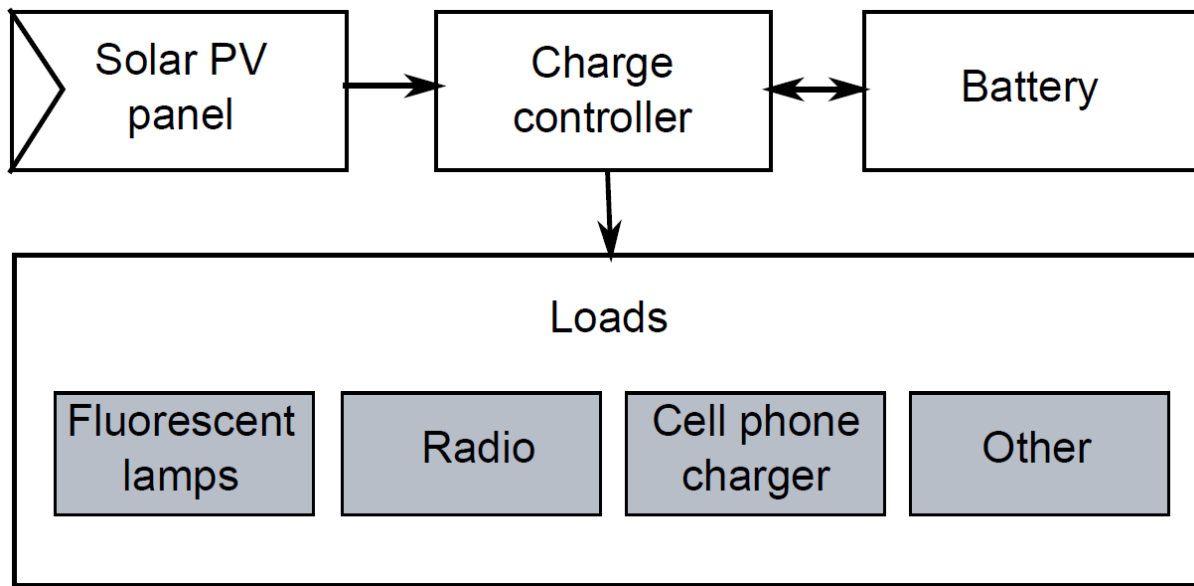 Solar PV
panel
Charge
controller
Battery
Loads
Fluorescent
lamps
Radio
Cell phone
charger
Other